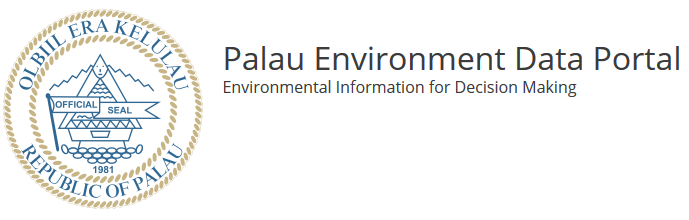 OLBIIL ERA KELULAU
OFFICIAL
SEAL
1981
REPUBLIC OF PALAU
Palau Environment Data Portal
Environmental Information for Decision Making